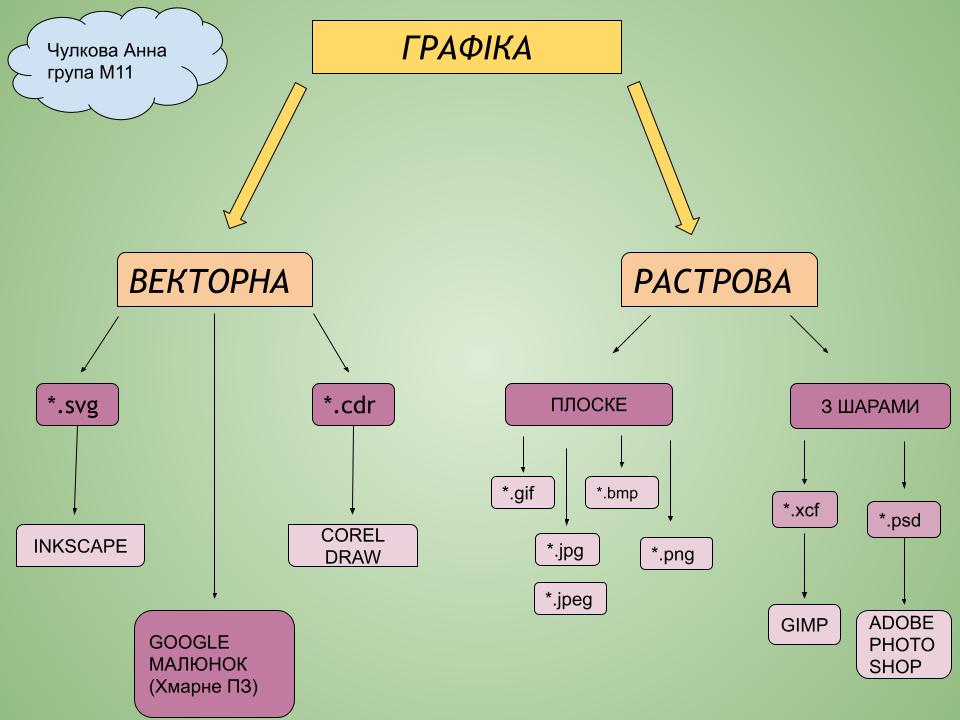 Чулкова Анна
група М11
ГРАФІКА
ВЕКТОРНА
РАСТРОВА
*.svg
*.cdr
ПЛОСКЕ
З ШАРАМИ
*.gif
*.bmp
*.xcf
*.psd
INKSCAPE
COREL
DRAW
*.jpg
*.png
*.jpeg
GIMP
ADOBE
PHOTO
SHOP
GOOGLE
МАЛЮНОК
(Хмарне ПЗ)